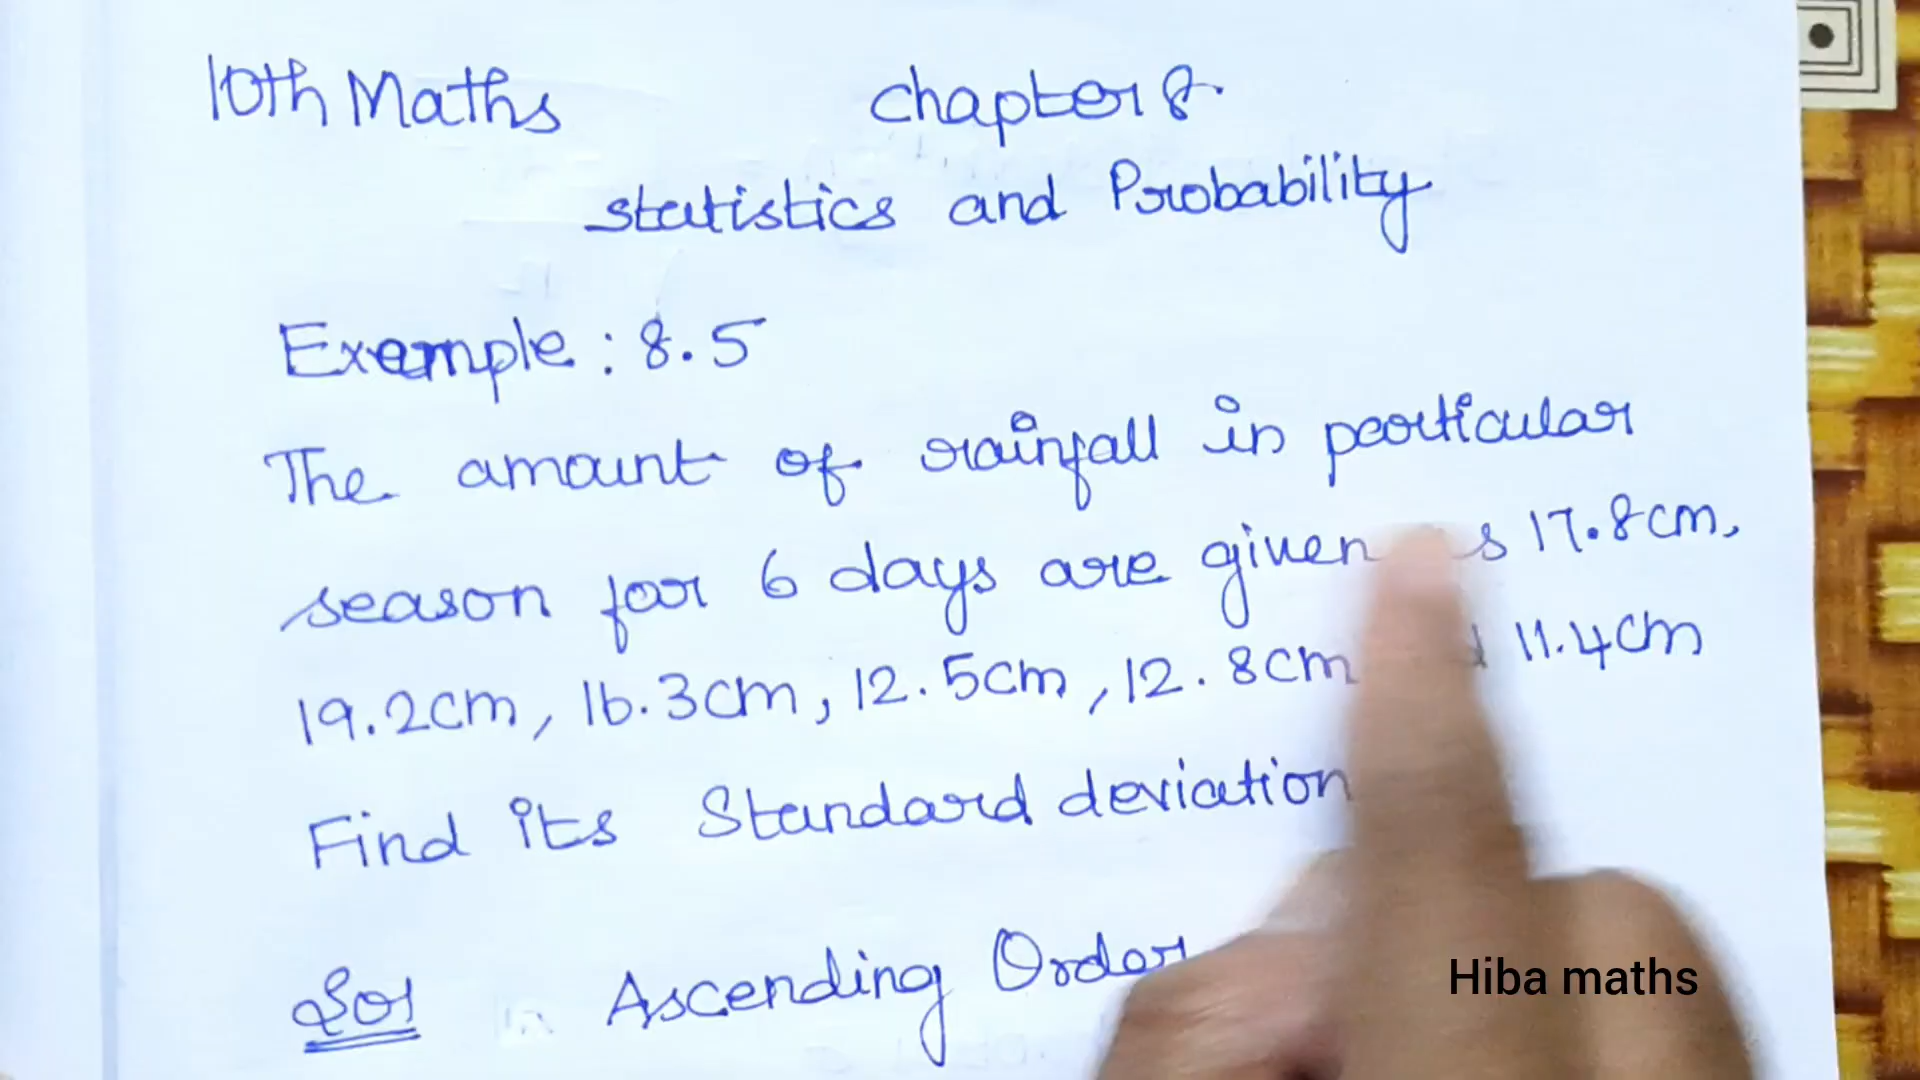 10th Maths chapter 8.
statistics and Probability
Example : 8.5
The amount of rainfall in particular
season for 6 days are given 17.8cm,
19.2cm, 16.3cm, 12.5cm, 12.8cm 11.4cm
Find its Standard deviation
Sol Ascending Order
Hiba maths